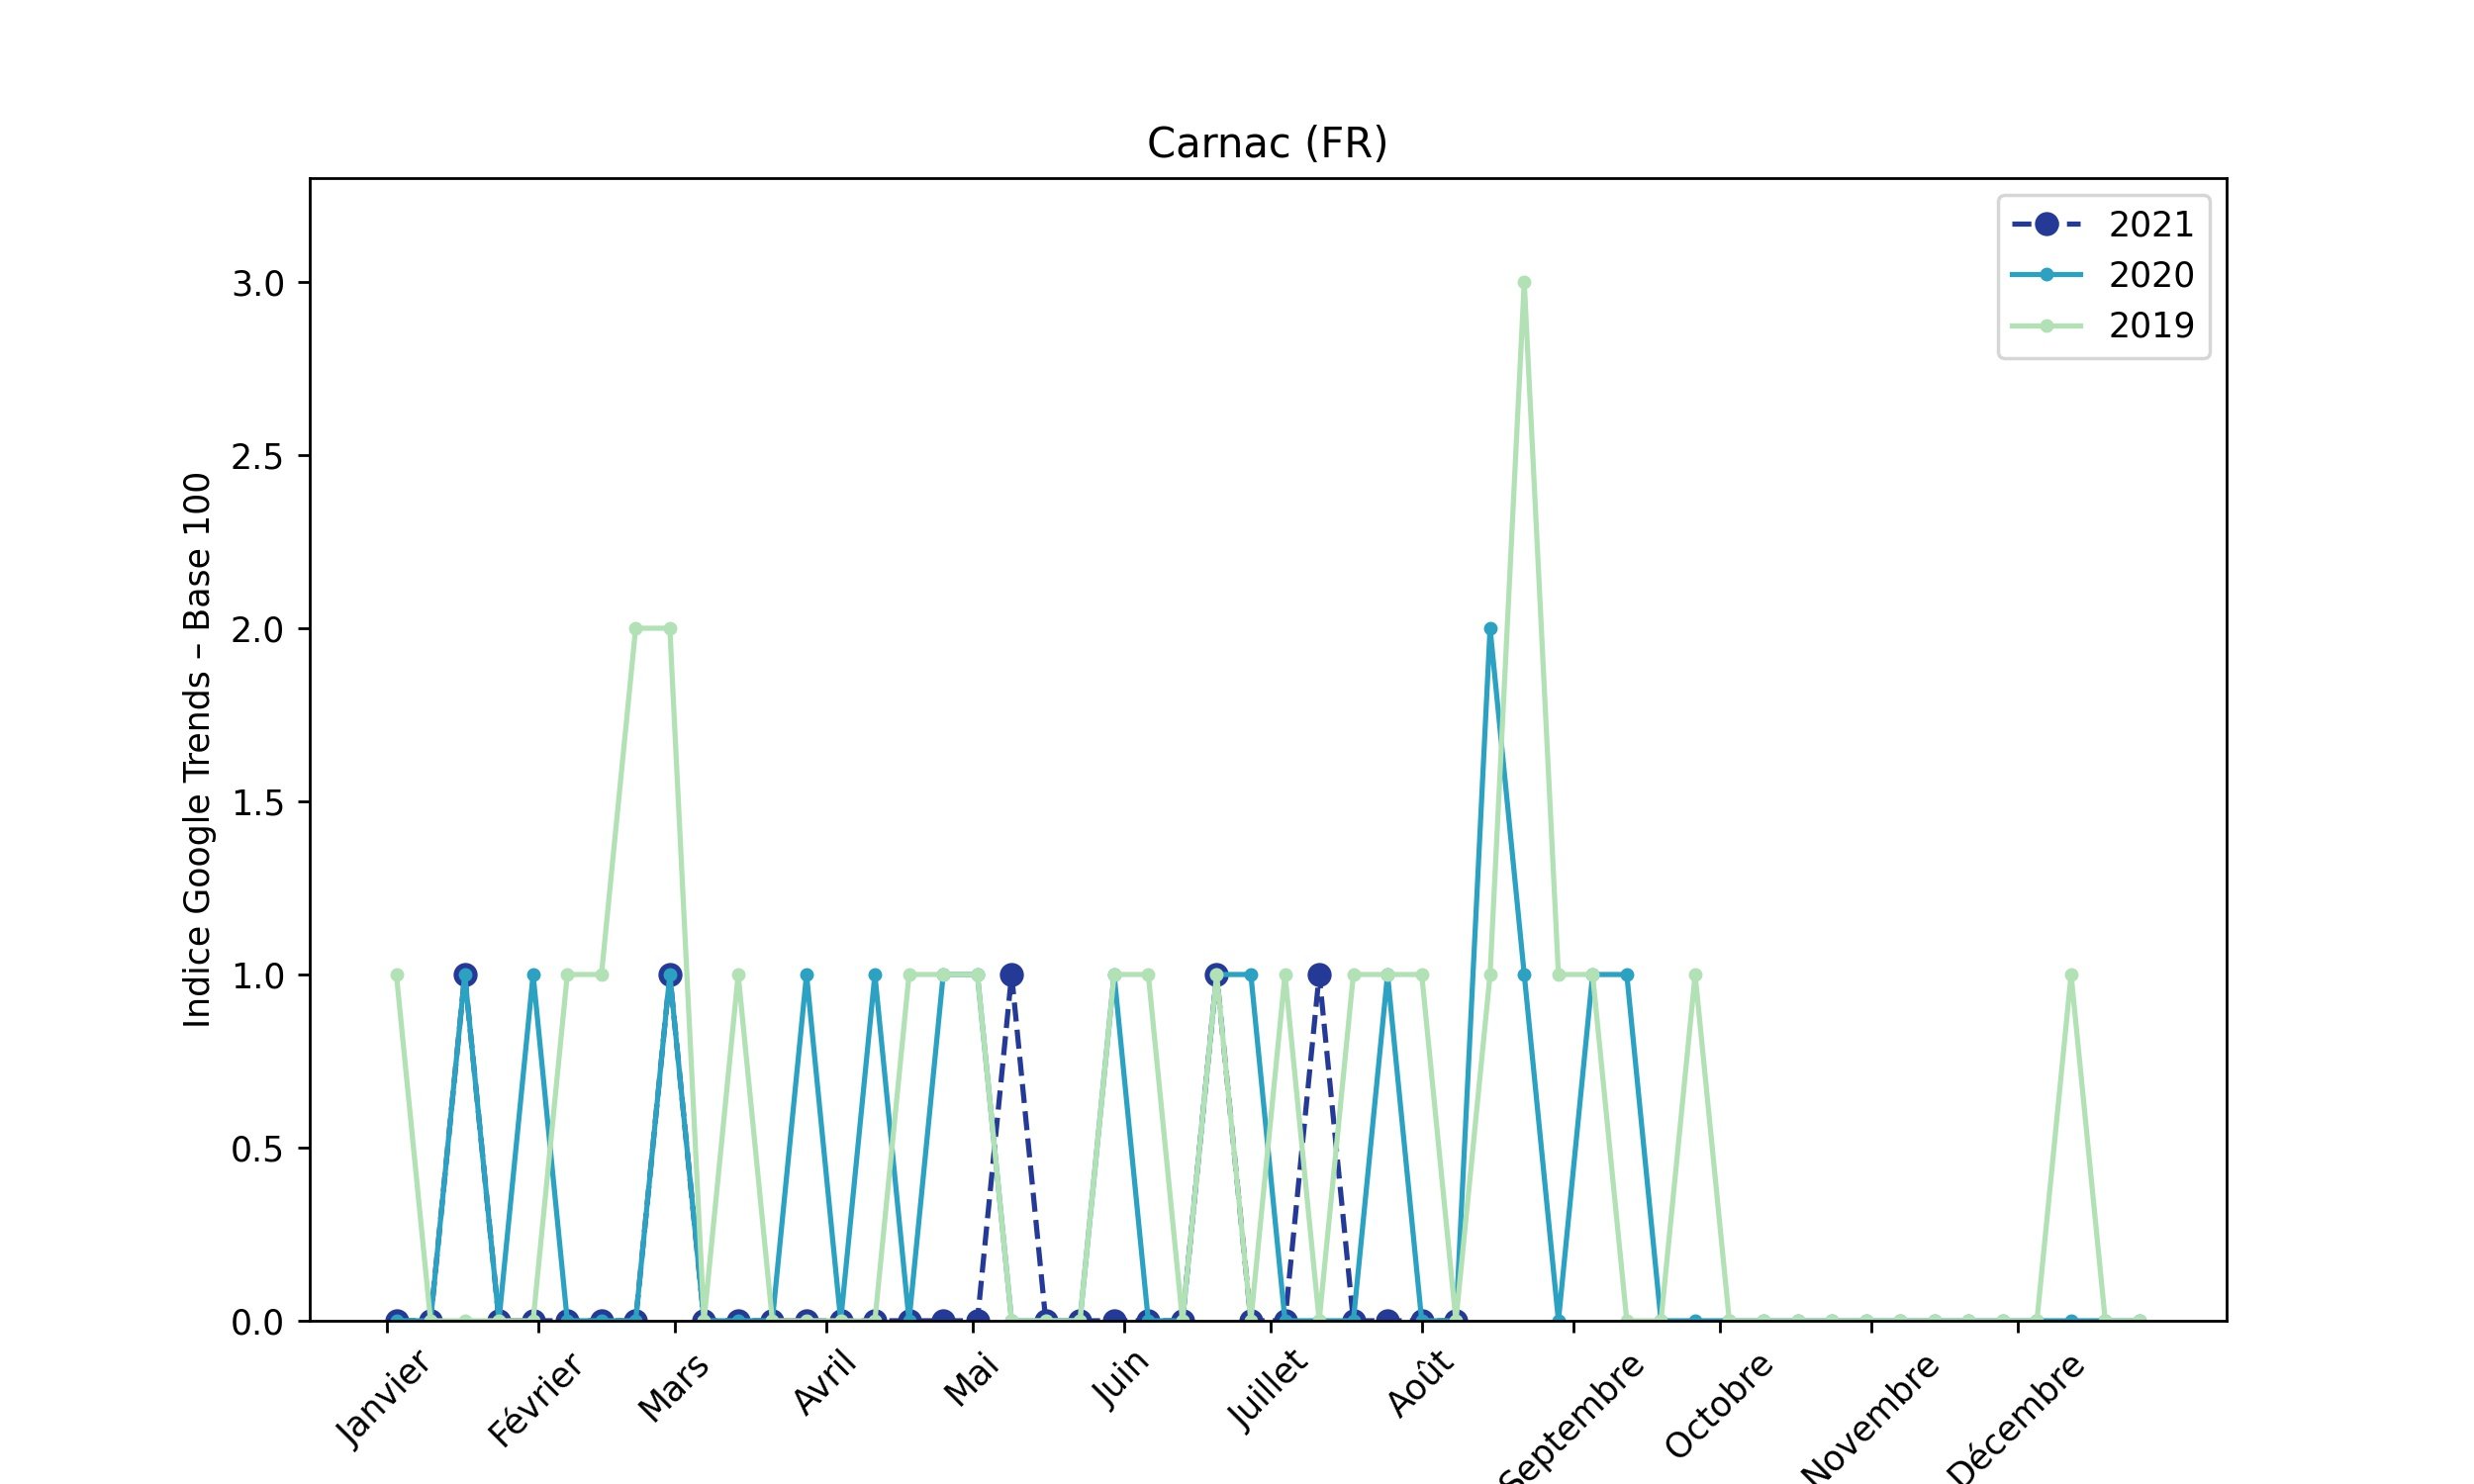 Carnac (FR)
2021
2020
2019
Indice Google Trends – Base 100
3.0
2.5
2.0
1.5
1.0
0.5
0.0
Janvier
Février
Mars
Avril
Mai
Juin
Juillet
Août
Septembre
Octobre
Novembre
Décembre